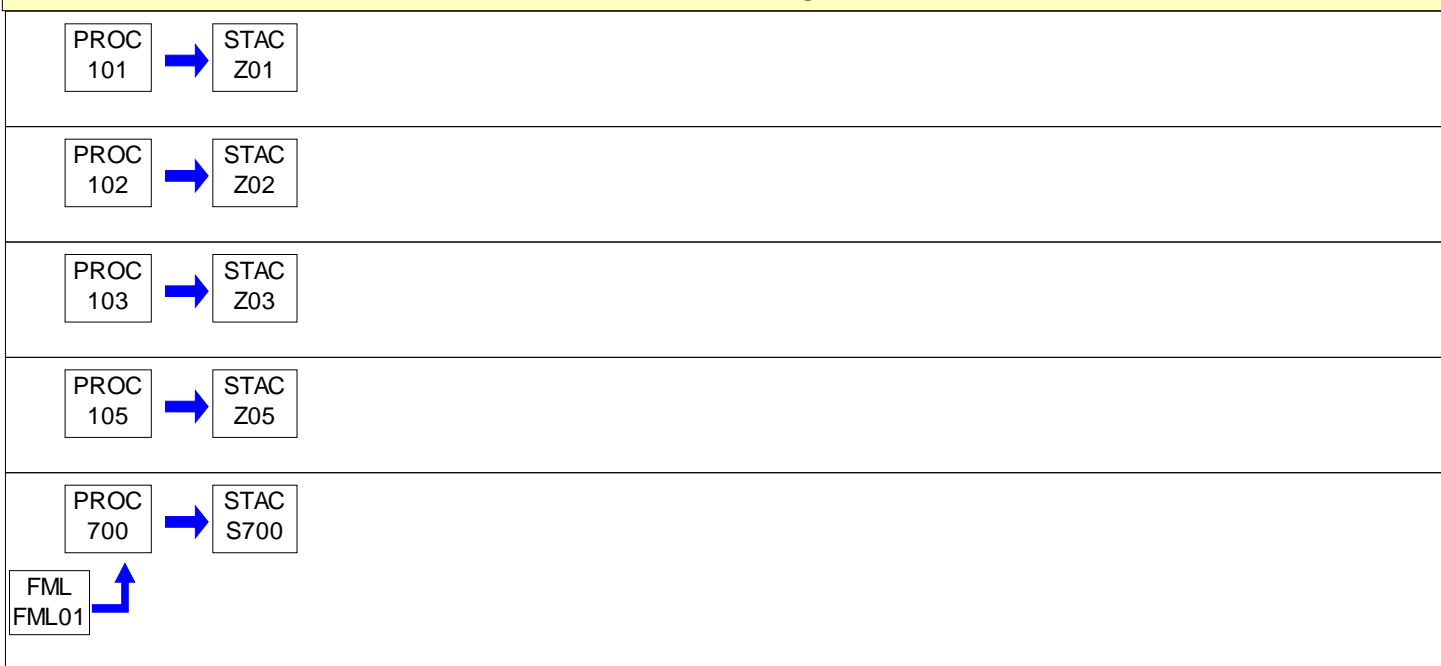 PROC
101
STAC
Z01
PROC
102
STAC
Z02
PROC
103
STAC
Z03
PROC
105
STAC
Z05
PROC
700
STAC
S700
FML
FML01